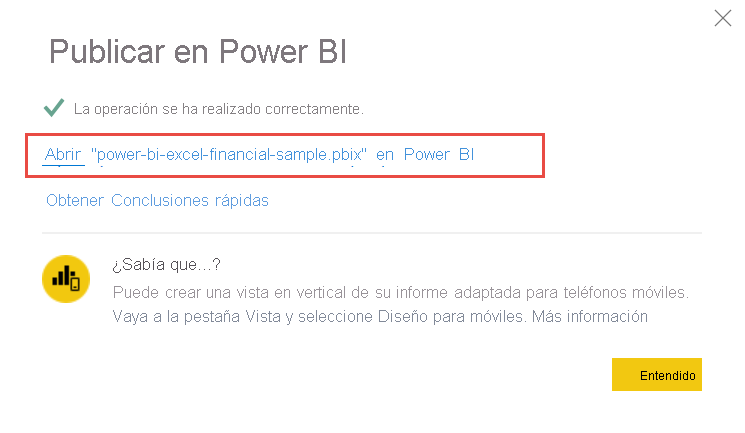 Publicar en Power BI
La operación se ha realizado correctamente.
Abrir "power-bi-excel-financial-sample.pbix" en Power BI
Obtener Conclusiones rápidas
¿Sabía que...?
Puede crear una vista en vertical de su informe adaptada para teléfonos móviles.
Vaya a la pestaña Vista y seleccione Diseño para móviles. Más información
Entendido